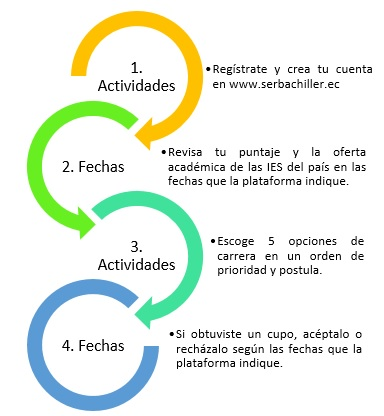 1.
Actividades
•Regístrate y crea tu cuenta
en www.serbachiller.ec
2. Fechas
•Revisa tu puntaje y la oferta
académica de las IES del país en las
fechas que la plataforma indique.
3.
Actividades
•Escoge 5 opciones de
carrera en un orden de
prioridad y postula.
4. Fechas
•Si obtuviste un cupo, acéptalo o
recházalo según las fechas que la
plataforma indique.